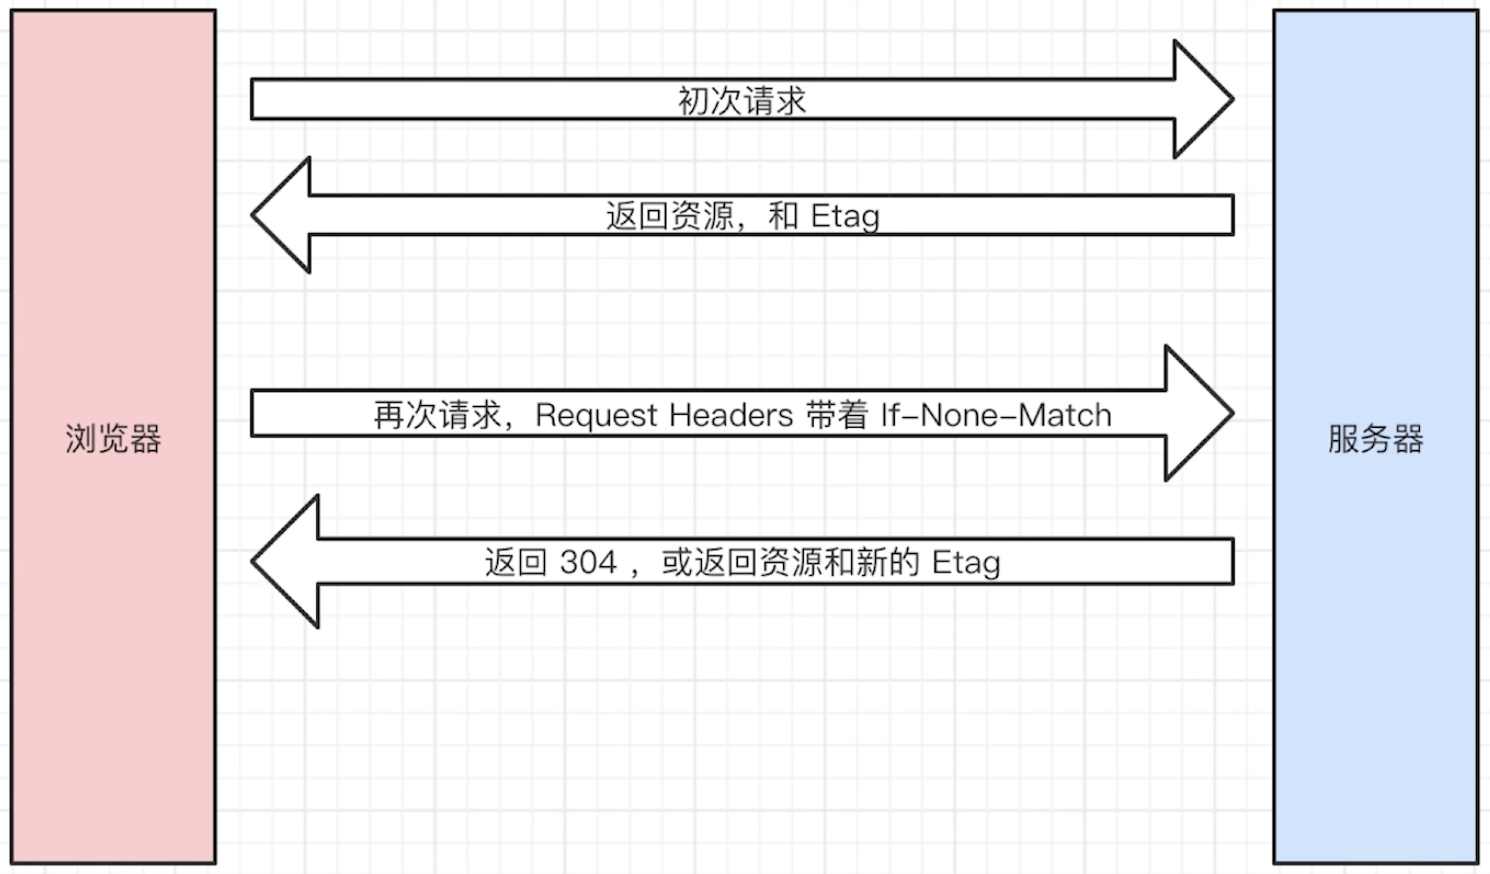 初次请求
返回资源，和 Etag
浏览器
再次请求，Request Headers 带着 If-None-Match
服务器
返回 304 ，或返回资源和新的 Etag